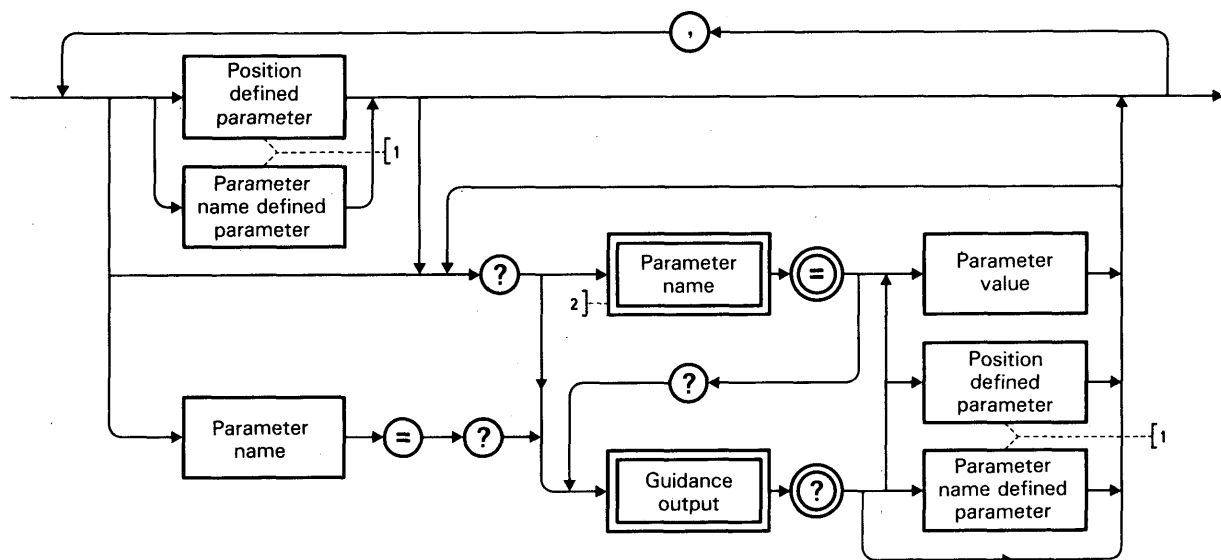 ,
Position
defined
parameter
[1
Parameter
name defined
parameter
?
Parameter
name
=
Parameter
value
2]
?
Position
defined
parameter
Parameter
name
=
?
[1
Guidance
output
?
Parameter
name defined
parameter